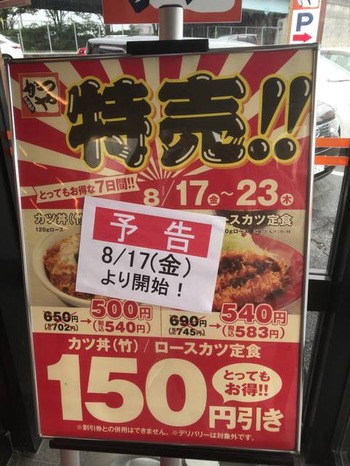 かつや
特売!!
とってもお得な7日間!!
8/17金〜23木
カツ丼(竹)
120gロース
ロースカツ定食
予告
8/17(金)
より開始!
650円
(税込702円)
→
500円
(税込540円)
690円
(税込745円)
→
540円
(税込583円)
カツ丼(竹)/ロースカツ定食
150円引き
とっても
お得!!
※割引券との併用はできません。※デリバリーは対象外です。
P